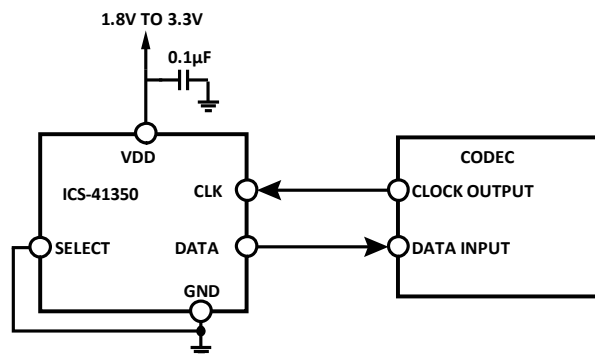 1.8V TO 3.3V
0.1µF
VDD
CODEC
ICS-41350
CLK
CLOCK OUTPUT
SELECT
DATA
DATA INPUT
GND